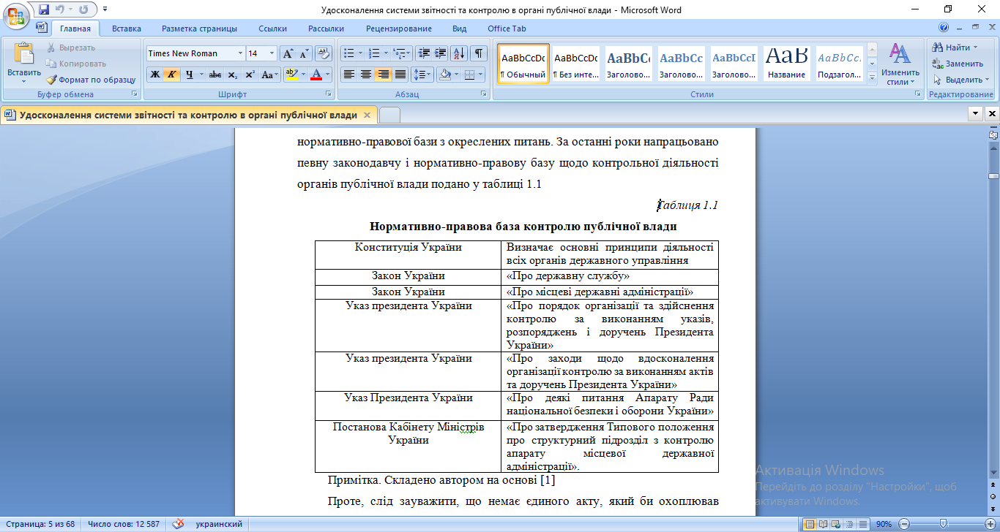 Удосконалення системи звітності та контролю в органі публічної влади - Microsoft Word
Главная Вставка Разметка страницы Ссылки Рассылки Рецензирование Вид Office Tab
Вставить
Вырезать
Копировать
Формат по образцу
Буфер обмена
Times New Roman 14
Ж К Ч abc x₂ x² Aa
Шрифт
Абзац
АаВbСсDс АаВbСсDс АаВbСс АаВbСс АаВbСсI АаВ АаВbСс.
¶ Обычный ¶ Без инте... Заголово... Заголово... Заголово... Название Подзагол...
Изменить стили
Стили
Найти
Заменить
Выделить
Редактирование
Удосконалення системи звітності та контролю в органі публічної влади
нормативно-правової бази з окреслених питань. За останні роки напрацьовано
певну законодавчу і нормативно-правову базу щодо контрольної діяльності
органів публічної влади подано у таблиці 1.1
Таблиця 1.1
Нормативно-правова база контролю публічної влади
Конституція України
Визначає основні принципи діяльності
всіх органів державного управління
Закон України
«Про державну службу»
Закон України
«Про місцеві державні адміністрації»
Указ президента України
«Про порядок організації та здійснення
контролю за виконанням указів,
розпоряджень і доручень Президента
України»
Указ президента України
«Про заходи щодо вдосконалення
організації контролю за виконанням актів
та доручень Президента України»
Указ Президента України
«Про деякі питання Апарату Ради
національної безпеки і оборони України»
Постанова Кабінету Міністрів
України
«Про затвердження Типового положення
про структурний підрозділ з контролю
апарату місцевої державної
адміністрації».
Примітка. Складено автором на основі [1]
Проте, слід зауважити, що немає єдиного акту, який би охоплював
Активація Windows
Перейдіть до розділу "Настройки", щоб
активувати Windows.
Страница: 5 из 68 Число слов: 12 587 украинский 90%